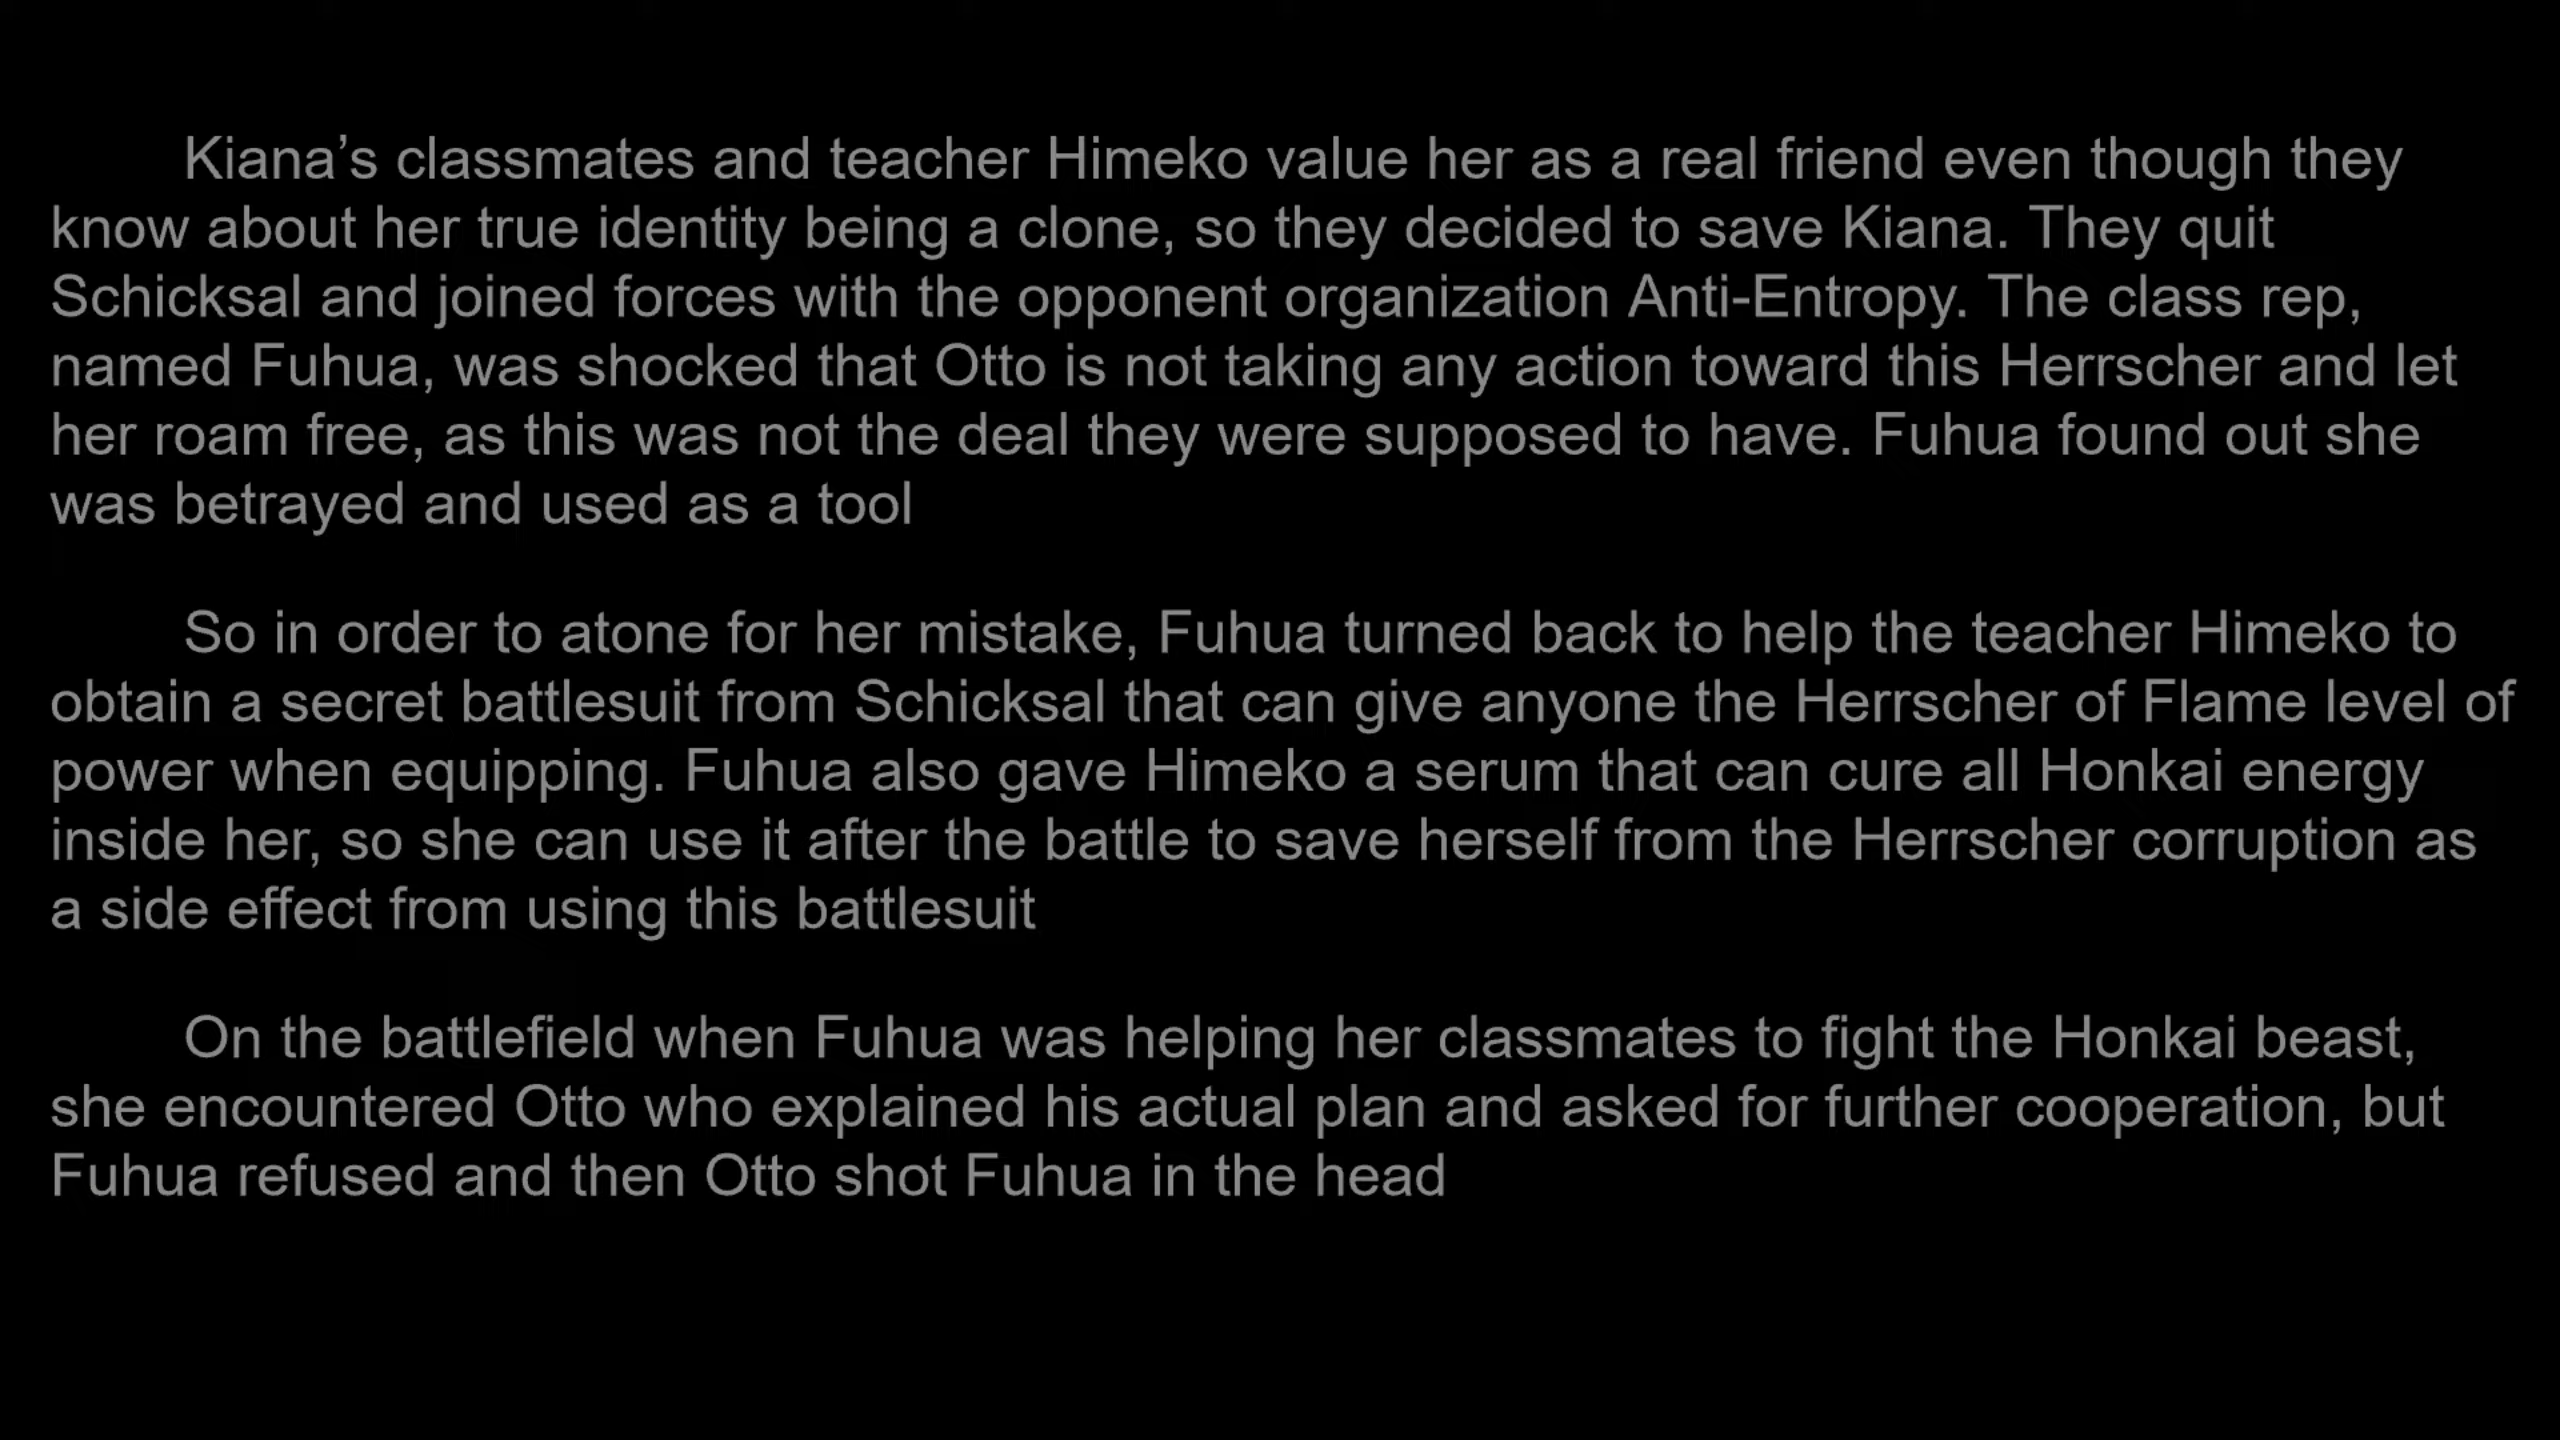 Kiana’s classmates and teacher Himeko value her as a real friend even though they
know about her true identity being a clone, so they decided to save Kiana. They quit
Schicksal and joined forces with the opponent organization Anti-Entropy. The class rep,
named Fuhua, was shocked that Otto is not taking any action toward this Herrscher and let
her roam free, as this was not the deal they were supposed to have. Fuhua found out she
was betrayed and used as a tool
So in order to atone for her mistake, Fuhua turned back to help the teacher Himeko to
obtain a secret battlesuit from Schicksal that can give anyone the Herrscher of Flame level of
power when equipping. Fuhua also gave Himeko a serum that can cure all Honkai energy
inside her, so she can use it after the battle to save herself from the Herrscher corruption as
a side effect from using this battlesuit
On the battlefield when Fuhua was helping her classmates to fight the Honkai beast,
she encountered Otto who explained his actual plan and asked for further cooperation, but
Fuhua refused and then Otto shot Fuhua in the head